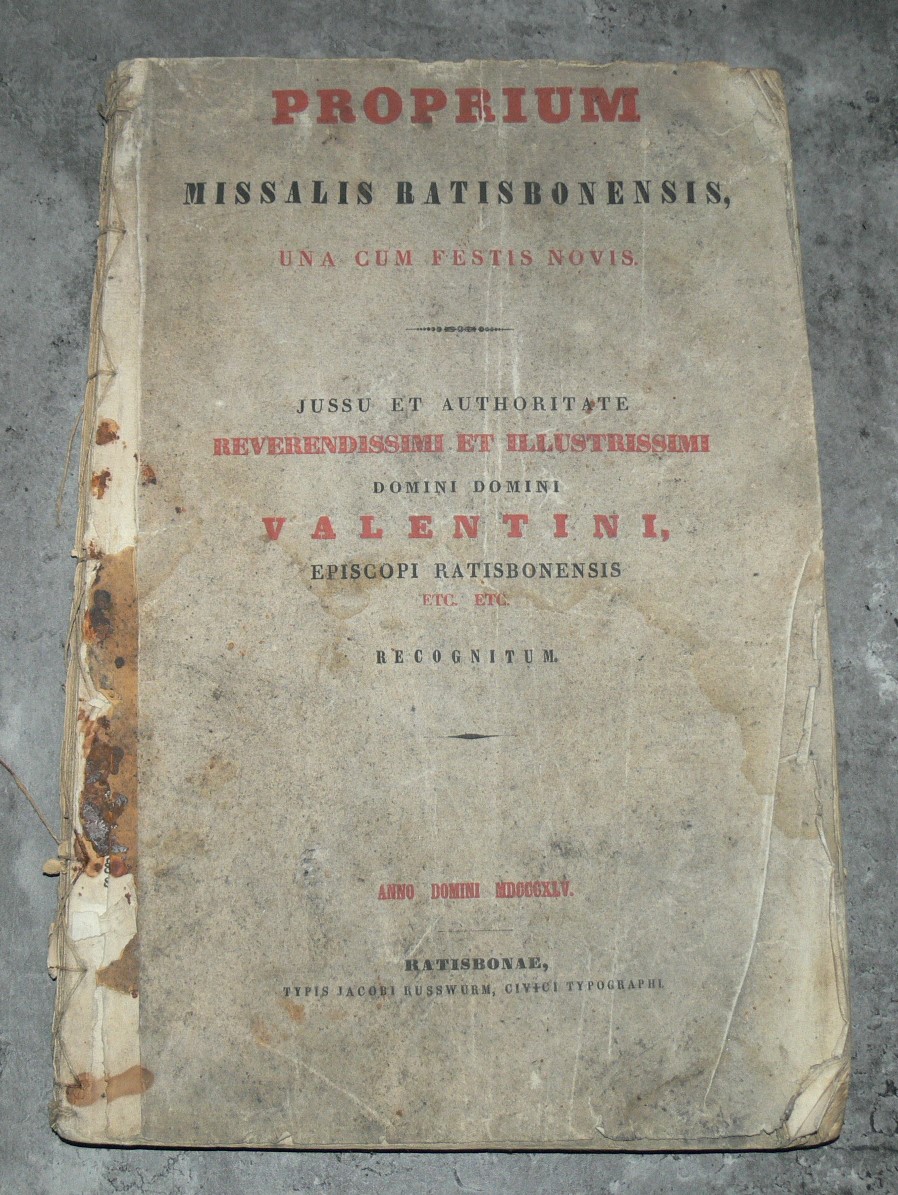 PROPRIUM
MISSALIS RATISBONENSIS,
UNA CUM FESTIS NOVIS.
JUSSU ET AUTHORITATE
REVERENDISSIMI ET ILLUSTRISSIMI
DOMINI DOMINI
VALENTINI,
EPISCOPI RATISBONENSIS
ETC. ETC.
RECOGNITUM.
ANNO DOMINI MDCCCXLV.
RATISBONAE,
TYPIS JACOBI RUSSWURM, CIVICI TYPOGRAPHI.